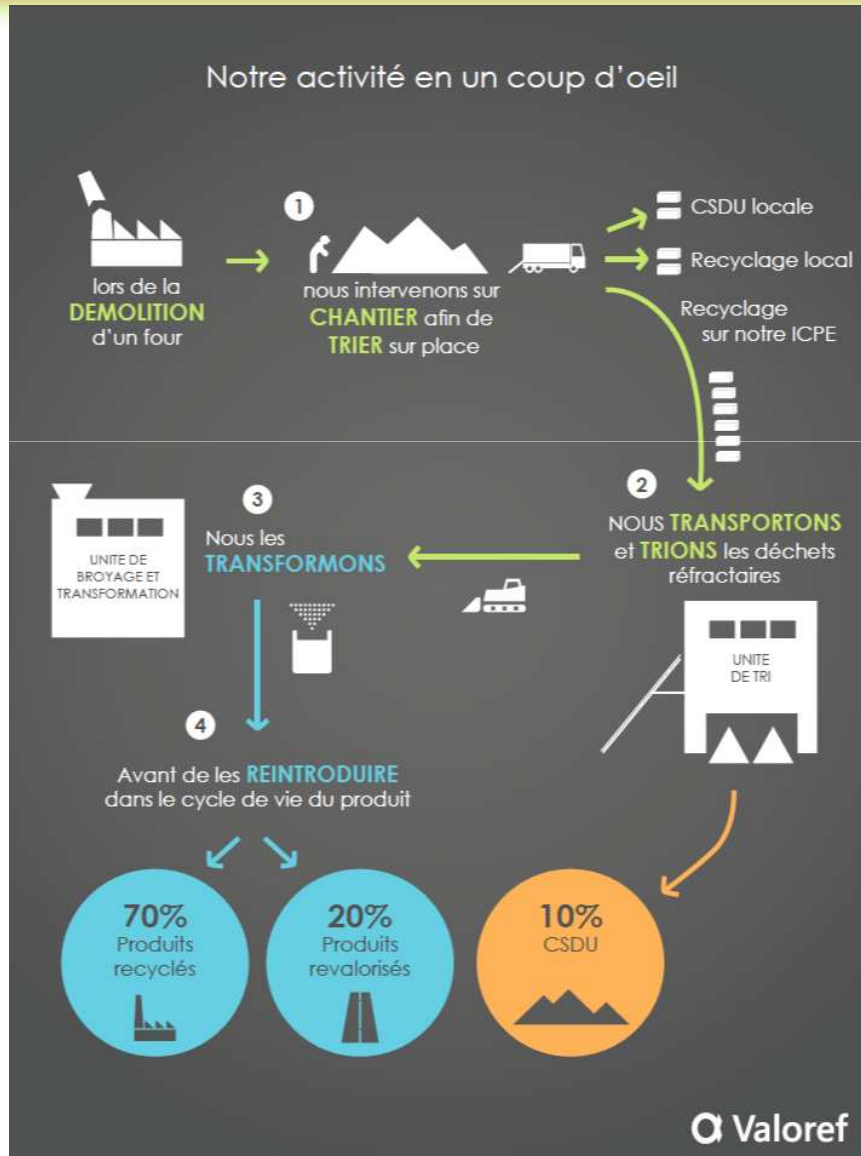 Notre activité en un coup d'oeil
1
lors de la
DEMOLITION
d'un four
nous intervenons sur
CHANTIER afin de
TRIER sur place
CSDU locale
Recyclage local
Recyclage
sur notre ICPE
2
NOUS TRANSPORTONS
et TRIONS les déchets
réfractaires
UNITE
DE TRI
3
Nous les
TRANSFORMONS
UNITE DE
BROYAGE ET
TRANSFORMATION
4
Avant de les REINTRODUIRE
dans le cycle de vie du produit
70%
Produits
recyclés
20%
Produits
revalorisés
10%
CSDU
Valoref